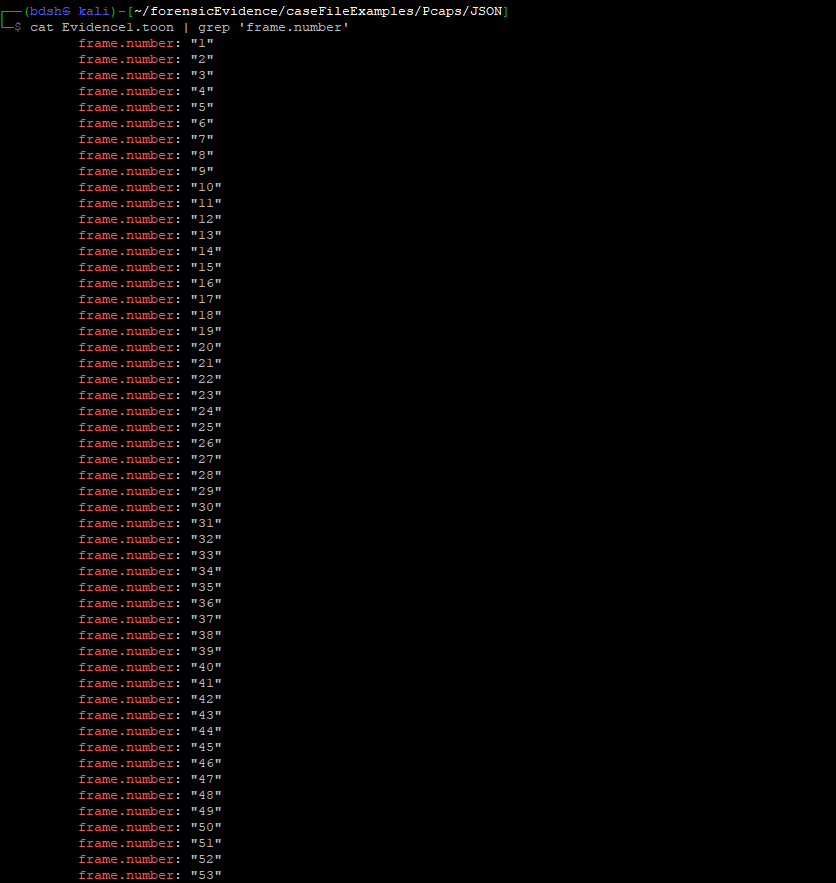 ┌──(bdsh㉿kali)-[~/forensicEvidence/caseFileExamples/Pcaps/JSON]
└─$ cat Evidence1.toon | grep 'frame.number'
frame.number: "1"
frame.number: "2"
frame.number: "3"
frame.number: "4"
frame.number: "5"
frame.number: "6"
frame.number: "7"
frame.number: "8"
frame.number: "9"
frame.number: "10"
frame.number: "11"
frame.number: "12"
frame.number: "13"
frame.number: "14"
frame.number: "15"
frame.number: "16"
frame.number: "17"
frame.number: "18"
frame.number: "19"
frame.number: "20"
frame.number: "21"
frame.number: "22"
frame.number: "23"
frame.number: "24"
frame.number: "25"
frame.number: "26"
frame.number: "27"
frame.number: "28"
frame.number: "29"
frame.number: "30"
frame.number: "31"
frame.number: "32"
frame.number: "33"
frame.number: "34"
frame.number: "35"
frame.number: "36"
frame.number: "37"
frame.number: "38"
frame.number: "39"
frame.number: "40"
frame.number: "41"
frame.number: "42"
frame.number: "43"
frame.number: "44"
frame.number: "45"
frame.number: "46"
frame.number: "47"
frame.number: "48"
frame.number: "49"
frame.number: "50"
frame.number: "51"
frame.number: "52"
frame.number: "53"